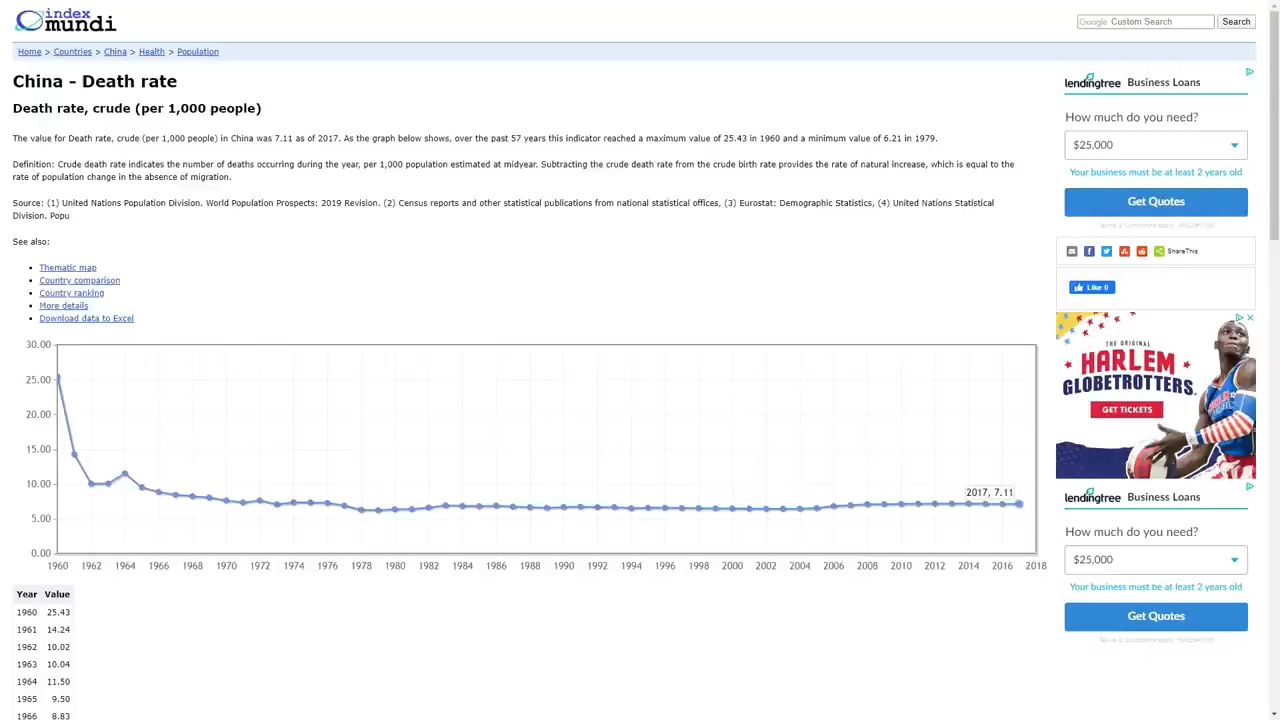 index
mundi
Google Custom Search Search
Home > Countries > China > Health > Population
China - Death rate
Death rate, crude (per 1,000 people)
The value for Death rate, crude (per 1,000 people) in China was 7.11 as of 2017. As the graph below shows, over the past 57 years this indicator reached a maximum value of 25.43 in 1960 and a minimum value of 6.21 in 1979.
Definition: Crude death rate indicates the number of deaths occurring during the year, per 1,000 population estimated at midyear. Subtracting the crude death rate from the crude birth rate provides the rate of natural increase, which is equal to the
rate of population change in the absence of migration.
Source: (1) United Nations Population Division. World Population Prospects: 2019 Revision. (2) Census reports and other statistical publications from national statistical offices, (3) Eurostat: Demographic Statistics, (4) United Nations Statistical
Division. Popu
See also:
Thematic map
Country comparison
Country ranking
More details
Download data to Excel
30.00
25.00
20.00
15.00
10.00
5.00
0.00
2017, 7.11
1960 1962 1964 1966 1968 1970 1972 1974 1976 1978 1980 1982 1984 1986 1988 1990 1992 1994 1996 1998 2000 2002 2004 2006 2008 2010 2012 2014 2016 2018
Year Value
1960 25.43
1961 14.24
1962 10.02
1963 10.04
1964 11.50
1965 9.50
1966 8.83
lendingtree Business Loans
How much do you need?
$25,000
Your business must be at least 2 years old
Get Quotes
ShareThis
Like 0
THE ORIGINAL
HARLEM
GLOBETROTTERS
GET TICKETS
lendingtree Business Loans
How much do you need?
$25,000
Your business must be at least 2 years old
Get Quotes